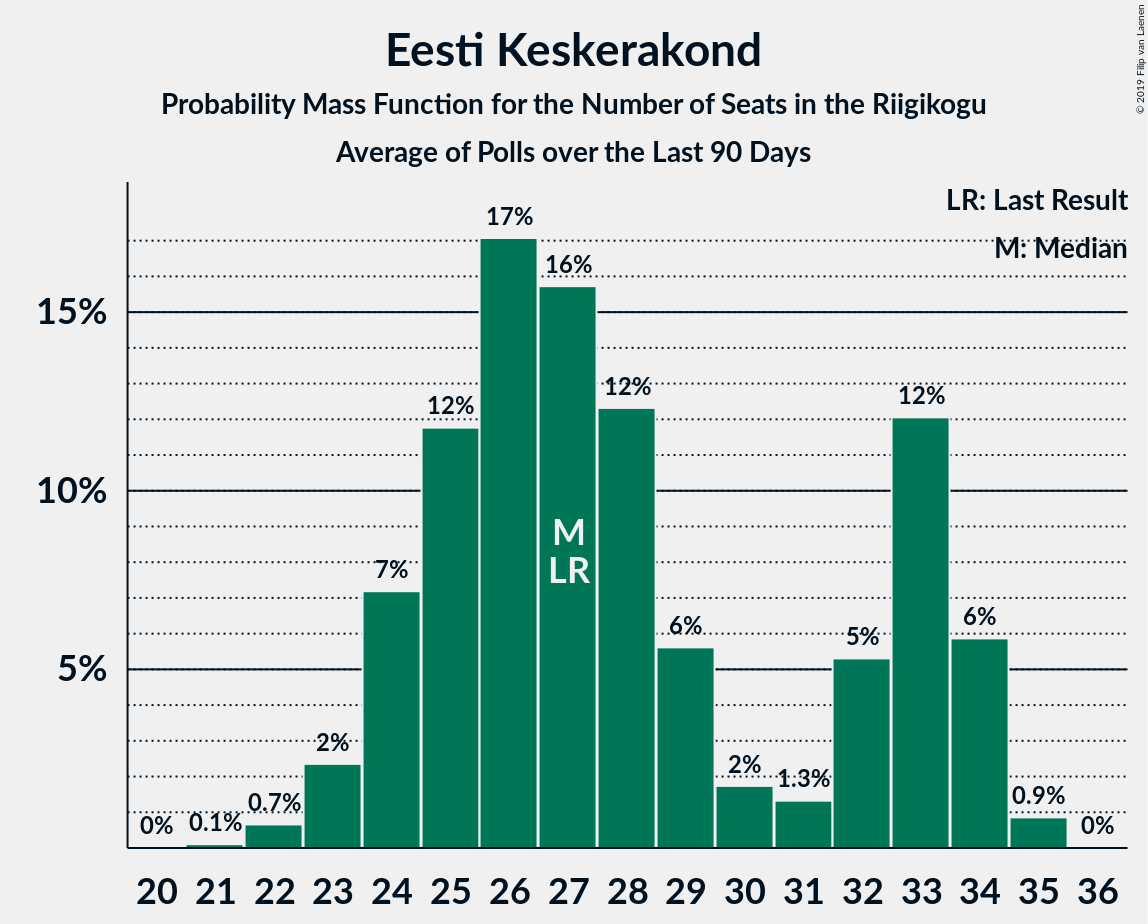 Eesti Keskerakond
Probability Mass Function for the Number of Seats in the Riigikogu
Average of Polls over the Last 90 Days
© 2019 Filip van Laenen
LR: Last Result
M: Median
15%
10%
5%
0%
0.1%
0.7%
2%
7%
12%
17%
16%
12%
6%
2%
1.3%
5%
12%
6%
0.9%
0%
M
LR
20 21 22 23 24 25 26 27 28 29 30 31 32 33 34 35 36